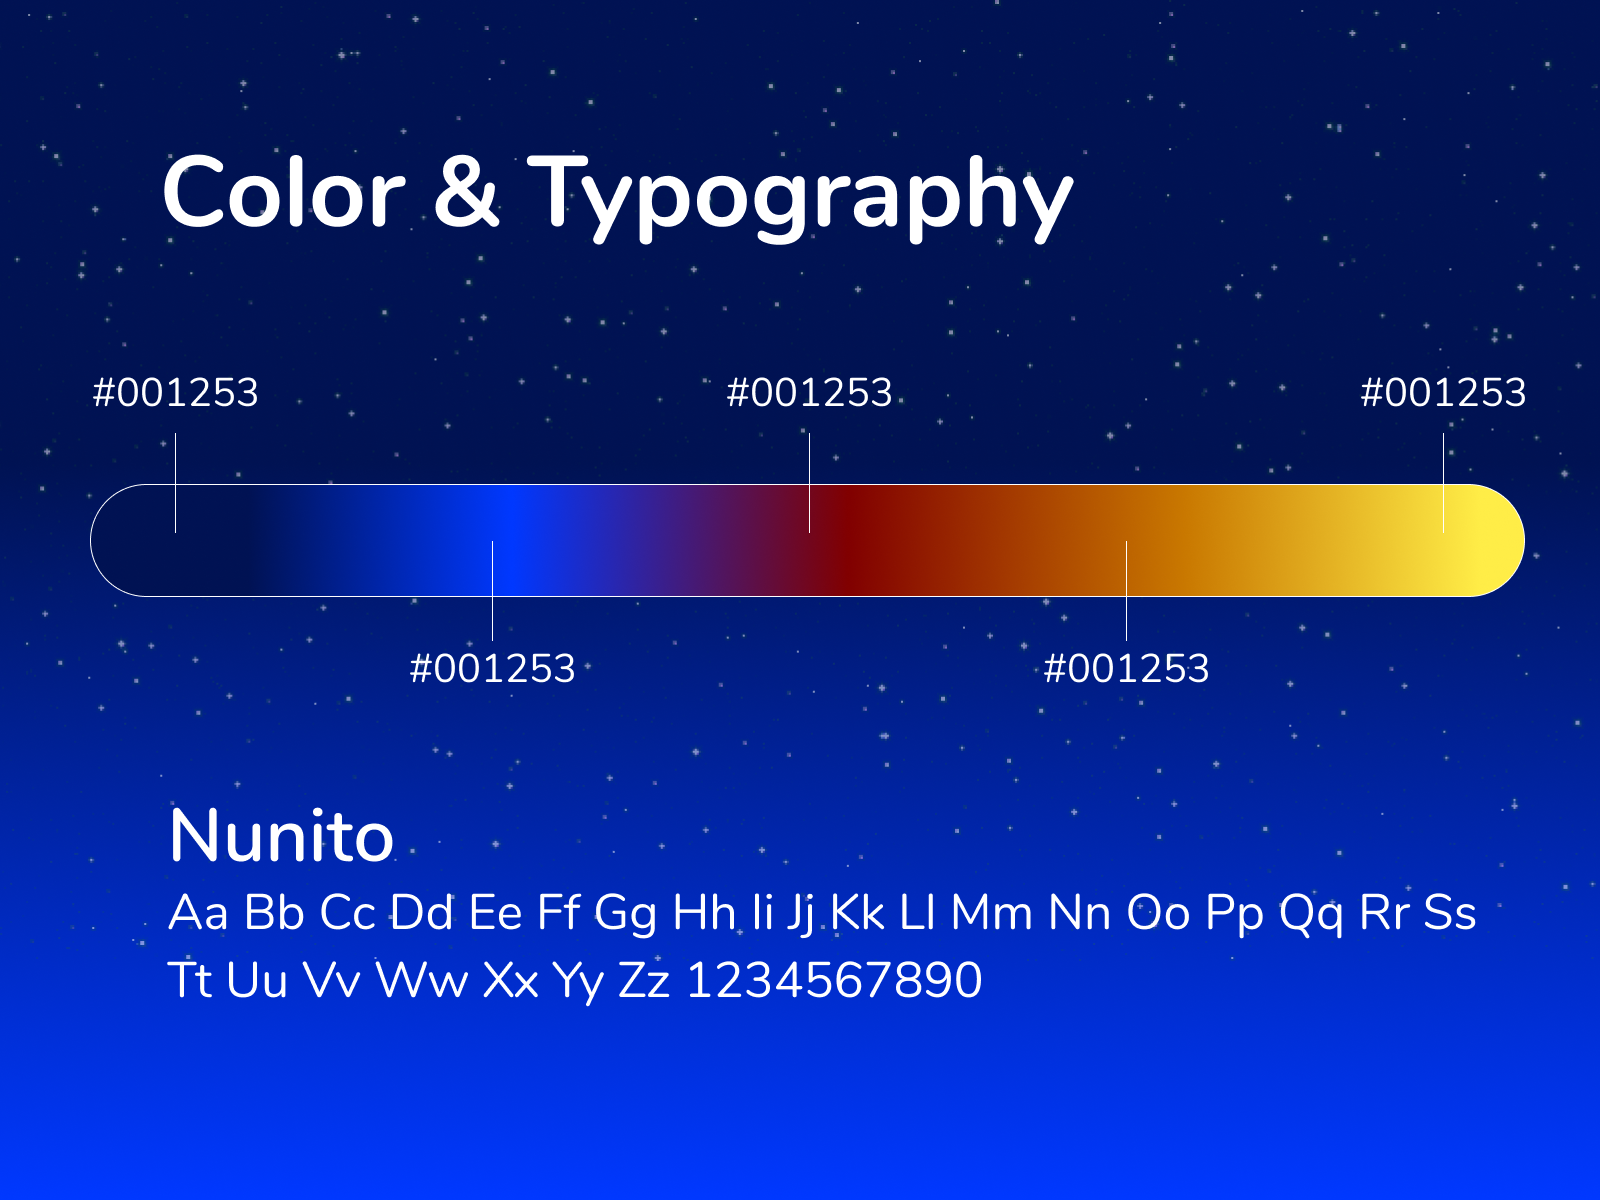 Color & Typography
#001253 #001253 #001253
#001253 #001253
Nunito
Aa Bb Cc Dd Ee Ff Gg Hh Ii Jj Kk Ll Mm Nn Oo Pp Qq Rr Ss
Tt Uu Vv Ww Xx Yy Zz 1234567890